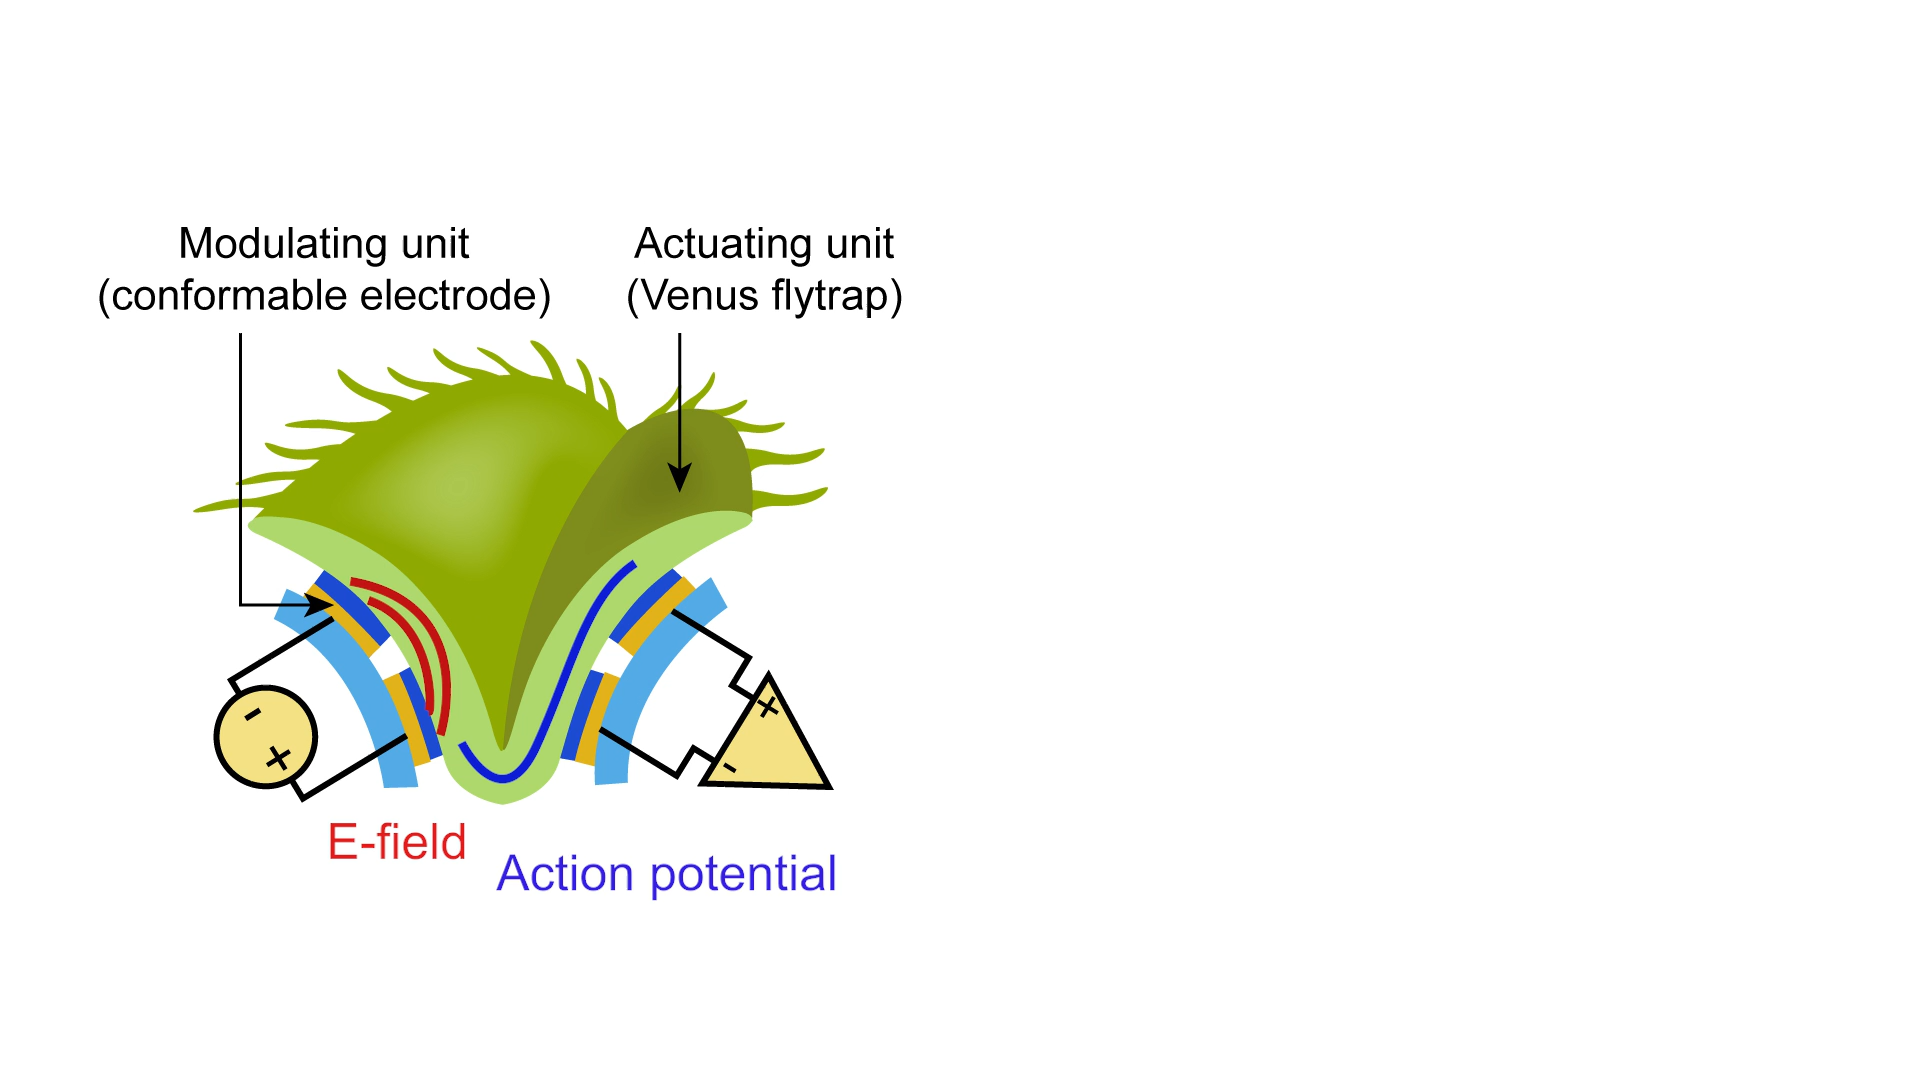 Modulating unit
(conformable electrode)
Actuating unit
(Venus flytrap)
-
+
+
-
E-field
Action potential